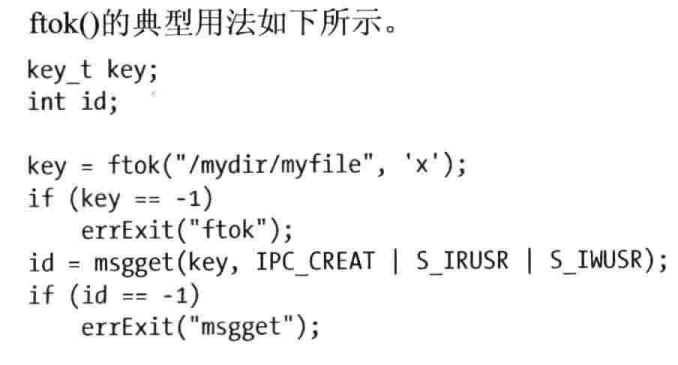 ftok()的典型用法如下所示。
key_t key;
int id;
key = ftok("/mydir/myfile", 'x');
if (key == -1)
    errExit("ftok");
id = msgget(key, IPC_CREAT | S_IRUSR | S_IWUSR);
if (id == -1)
    errExit("msgget");